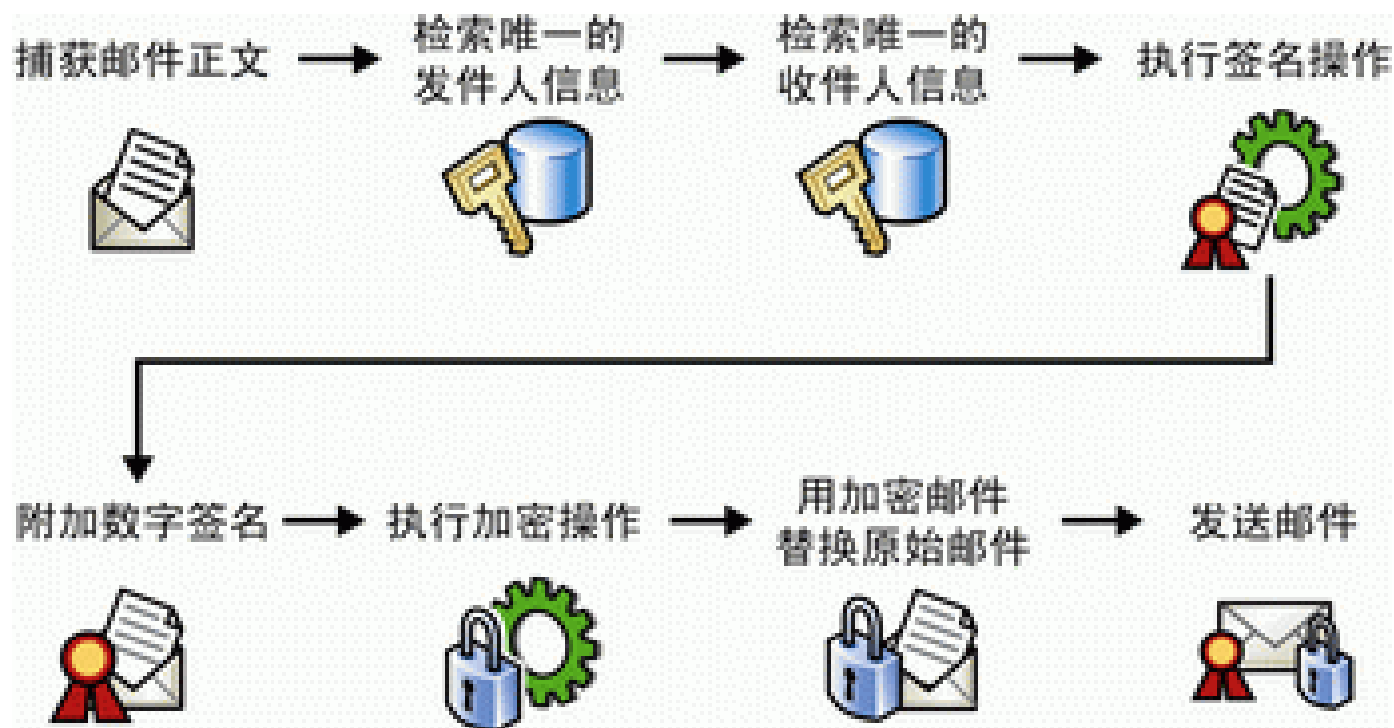 捕获邮件正文
检索唯一的
发件人信息
检索唯一的
收件人信息
执行签名操作
附加数字签名
执行加密操作
用加密邮件
替换原始邮件
发送邮件